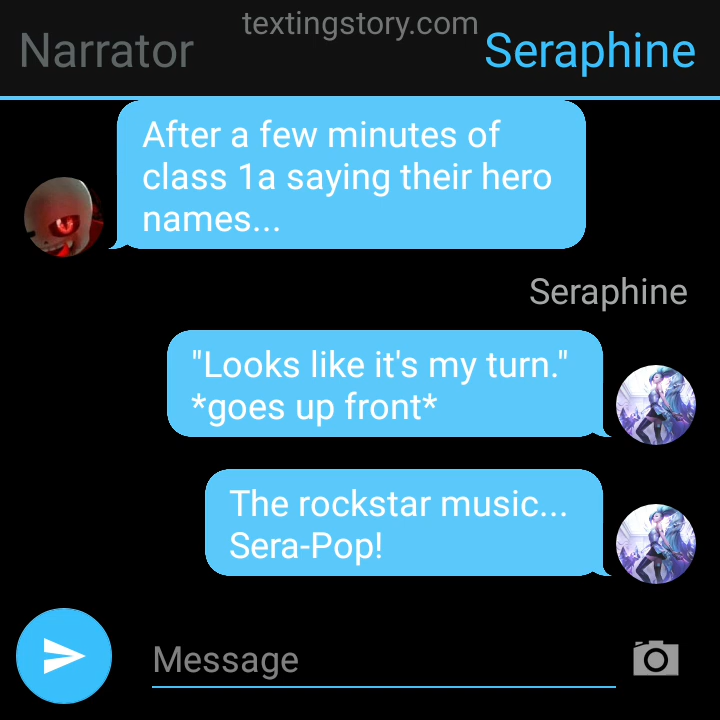 textingstory.com
Narrator
Seraphine
After a few minutes of
class 1a saying their hero
names...
Seraphine
"Looks like it's my turn."
*goes up front*
The rockstar music...
Sera-Pop!
Message